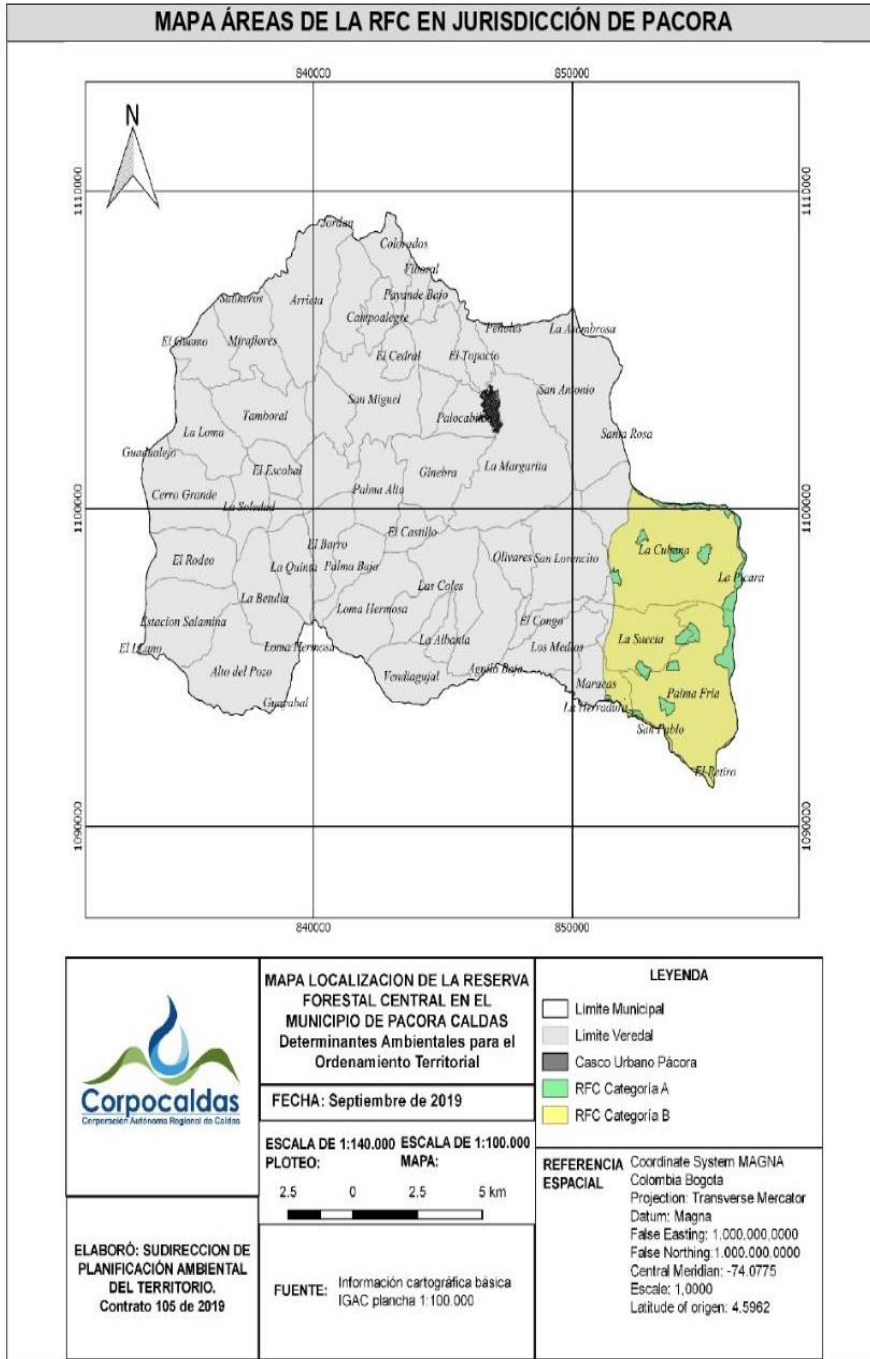 MAPA ÁREAS DE LA RFC EN JURISDICCIÓN DE PACORA
840000 850000
N
1110000 1110000
Jordan
Colorados
Viboral
Salineros Arrieta Payande Bajo
Campoalegre
Peñoles La Asombrosa
El Guano Miraflores
El Cedral El Topacio
San Antonio
San Miguel
Tamboral Palocabildo
La Loma Santa Rosa
Guadualejo
El Escobal Ginebra La Margarita
Cerro Grande Palma Alta
La Soledad
1100000 1100000
El Castillo
El Barro La Cubana
El Rodeo Olivares San Lorencito
La Quinta Palma Baja La Picara
Las Coles
La Betulia
Loma Hermosa
Estacion Salamina El Congo
La Albania La Suecia
El Llano Loma Hermosa Los Medios
Alto del Pozo Aguilo Bajo
Vendiagujal Maracas Palma Fría
Guayabal La Herradura
San Pablo
El Retiro
1090000 1090000
840000 850000
Corpocaldas
Corporación Autónoma Regional de Caldas
ELABORÓ: SUDIRECCION DE
PLANIFICACIÓN AMBIENTAL
DEL TERRITORIO.
Contrato 105 de 2019
MAPA LOCALIZACION DE LA RESERVA
FORESTAL CENTRAL EN EL
MUNICIPIO DE PACORA CALDAS
Determinantes Ambientales para el
Ordenamiento Territorial
FECHA: Septiembre de 2019
ESCALA DE 1:140.000 ESCALA DE 1:100.000
PLOTEO: MAPA:
2.5 0 2.5 5 km
FUENTE: Información cartográfica básica
IGAC plancha 1:100.000
LEYENDA
Limite Municipal
Limite Veredal
Casco Urbano Pácora
RFC Categoría A
RFC Categoría B
REFERENCIA Coordinate System MAGNA
ESPACIAL Colombia Bogota
Projection: Transverse Mercator
Datum: Magna
False Easting: 1,000.000,0000
False Northing:1.000.000.0000
Central Meridian: -74.0775
Escale: 1,0000
Latitude of origen: 4.5962